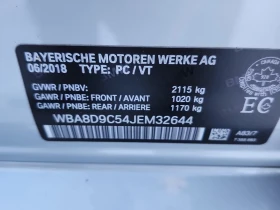 BAYERISCHE MOTOREN WERKE AG
06/2018 TYPE: PC / VT
GVWR / PNBV: 2115 kg
GAWR / PNBE: FRONT / AVANT 1020 kg
GAWR / PNBE: REAR / ARRIERE 1170 kg
WBA8D9C54JEM32644
EC